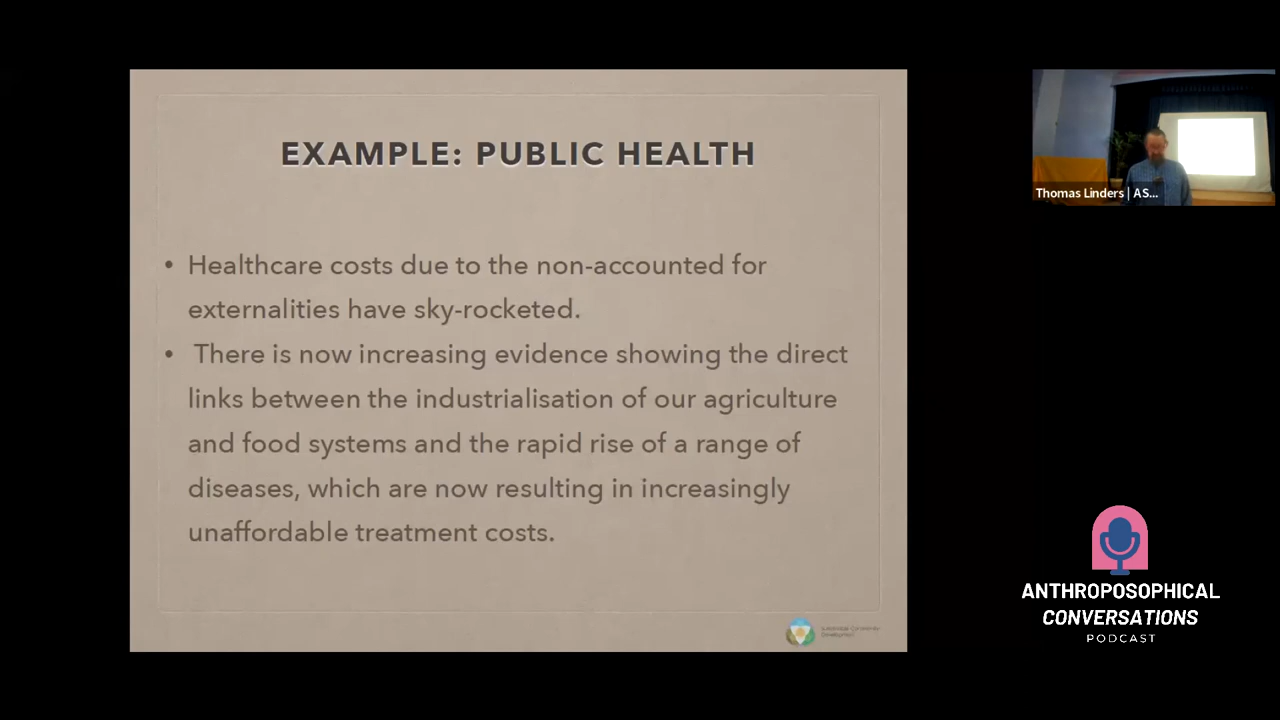 EXAMPLE: PUBLIC HEALTH
• Healthcare costs due to the non-accounted for
externalities have sky-rocketed.
• There is now increasing evidence showing the direct
links between the industrialisation of our agriculture
and food systems and the rapid rise of a range of
diseases, which are now resulting in increasingly
unaffordable treatment costs.
Thomas Linders | AS...
ANTHROPOSOPHICAL
CONVERSATIONS
PODCAST